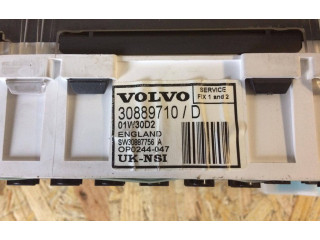 VOLVO
SERVICE
FIX 1 and 2
30889710 / D
01W30D2
ENGLAND
SW30887756 A
OP0244-047
UK-NSI